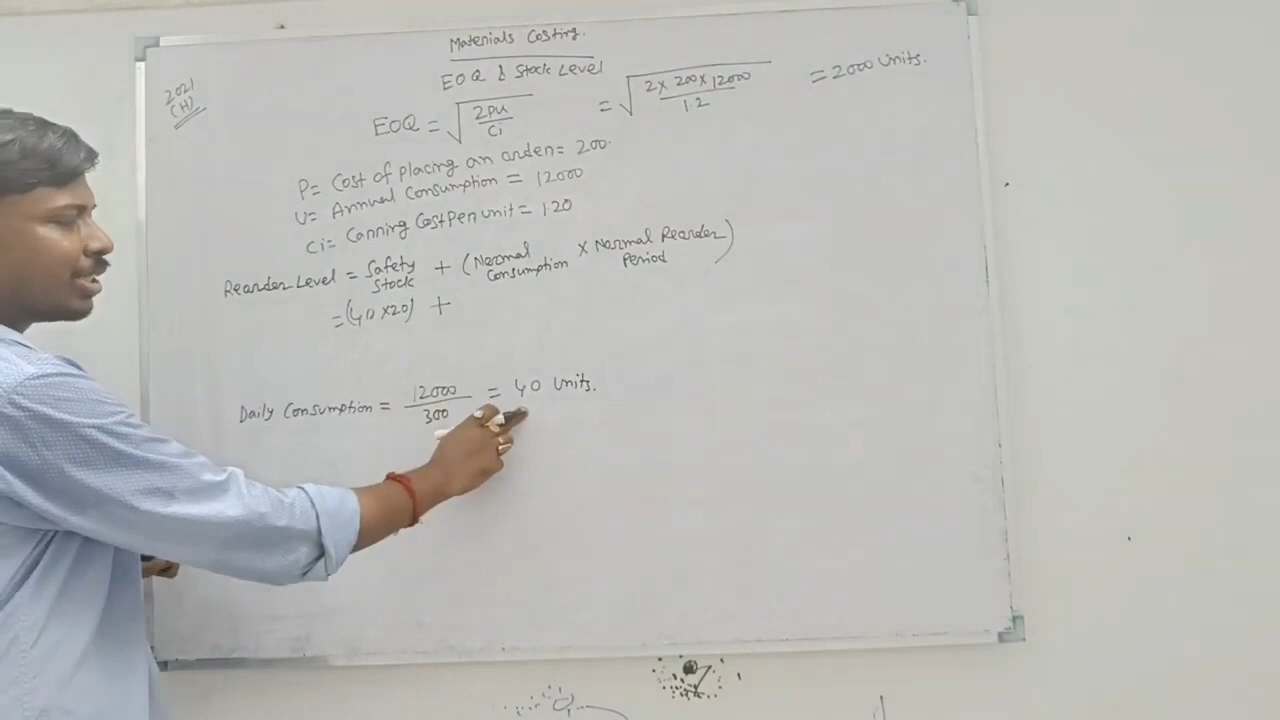 Materials Costing.
EOQ & Stock Level
2021
(H)
EOQ = √2PU/Ci = √2 x 200 x 12000/1.2 = 2000 Units.
P= Cost of Placing an order= 200.
U= Annual Consumption = 12000
Ci= Carrying Cost Per unit = 1.20
Reorder Level = Safety Stock + (Normal Consumption x Normal Reorder Period)
= (40 x 20) +
Daily Consumption = 12000/300 = 40 Units.